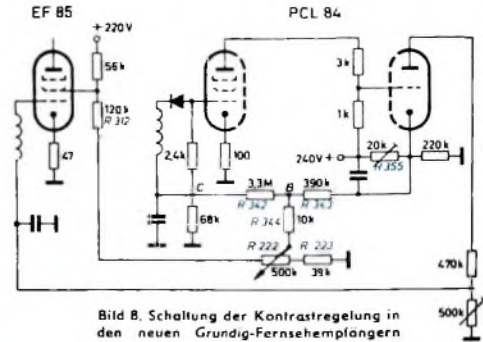 EF 85
PCL 84
+ 220V
56k
120k
R 312
47
2,4k
100
3k
1k
240V +
20k
R 355
220k
C
3,3M
R 342
B
390k
R 343
68k
R 344
10k
R 222
500k
R 223
39k
470k
500k
Bild 8. Schaltung der Kontrastregelung in
den neuen Grundig-Fernsehempfängern